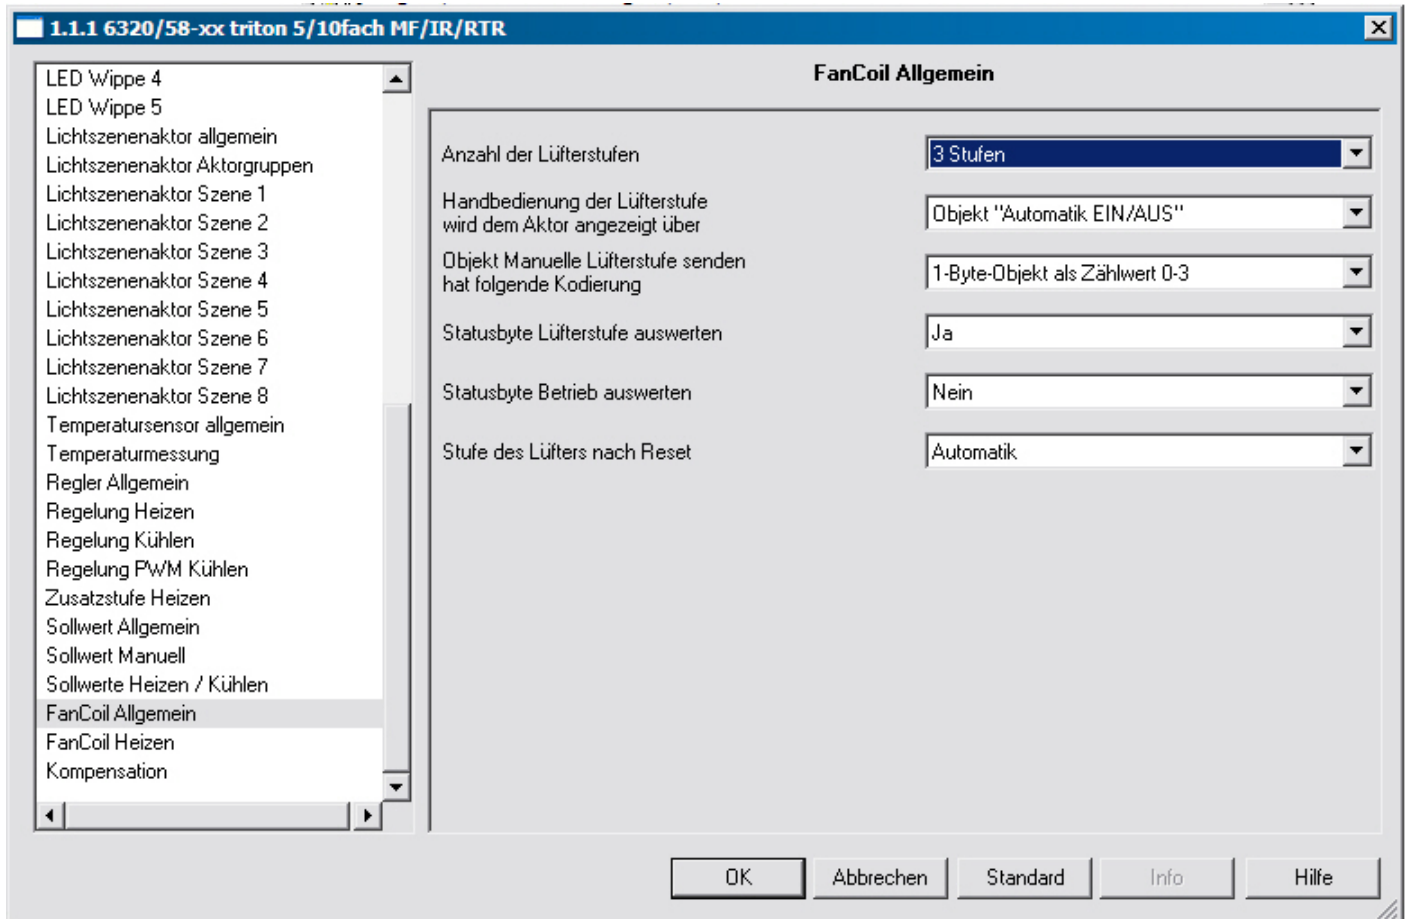 1.1.1 6320/58-xx triton 5/10fach MF/IR/RTR
LED Wippe 4
LED Wippe 5
Lichtszenenaktor allgemein
Lichtszenenaktor Aktorgruppen
Lichtszenenaktor Szene 1
Lichtszenenaktor Szene 2
Lichtszenenaktor Szene 3
Lichtszenenaktor Szene 4
Lichtszenenaktor Szene 5
Lichtszenenaktor Szene 6
Lichtszenenaktor Szene 7
Lichtszenenaktor Szene 8
Temperatursensor allgemein
Temperaturmessung
Regler Allgemein
Regelung Heizen
Regelung Kühlen
Regelung PWM Kühlen
Zusatzstufe Heizen
Sollwert Allgemein
Sollwert Manuell
Sollwerte Heizen / Kühlen
FanCoil Allgemein
FanCoil Heizen
Kompensation
FanCoil Allgemein
Anzahl der Lüfterstufen
3 Stufen
Handbedienung der Lüfterstufe
wird dem Aktor angezeigt über
Objekt "Automatik EIN/AUS"
Objekt Manuelle Lüfterstufe senden
hat folgende Kodierung
1-Byte-Objekt als Zählwert 0-3
Statusbyte Lüfterstufe auswerten
Ja
Statusbyte Betrieb auswerten
Nein
Stufe des Lüfters nach Reset
Automatik
OK
Abbrechen
Standard
Info
Hilfe